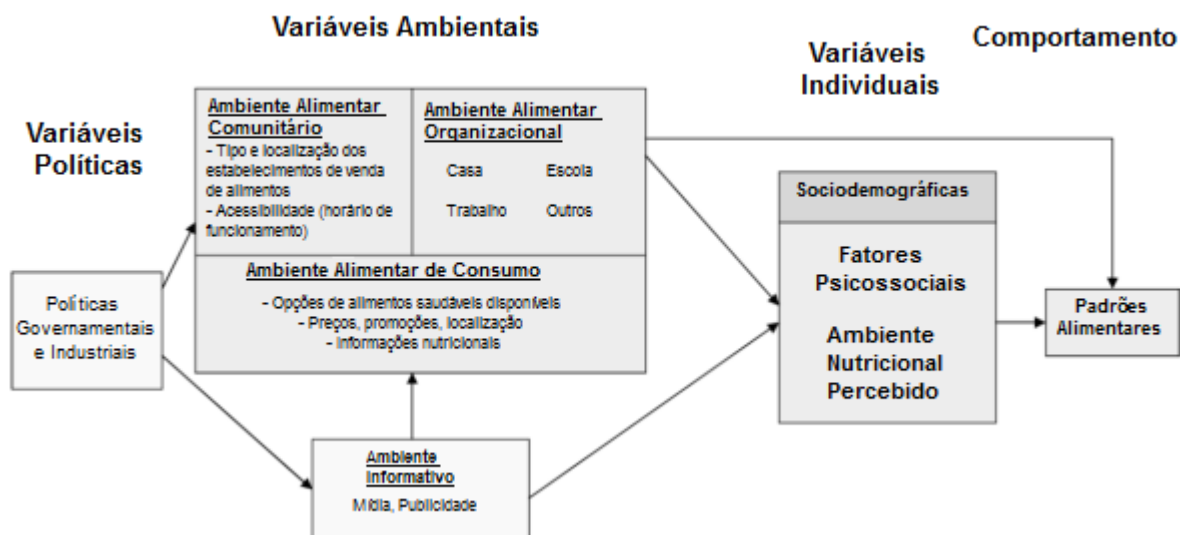 Variáveis Ambientais
Variáveis
Individuais
Comportamento
Variáveis
Políticas
Ambiente Alimentar
Comunitário
- Tipo e localização dos
estabelecimentos de venda
de alimentos
- Acessibilidade (horário de
funcionamento)
Ambiente Alimentar
Organizacional
Casa Escola
Trabalho Outros
Ambiente Alimentar de Consumo
- Opções de alimentos saudáveis disponíveis
- Preços, promoções, localização
- Informações nutricionais
Políticas
Governamentais
e Industriais
Ambiente
Informativo
Mídia, Publicidade
Sociodemográficas
Fatores
Psicossociais
Ambiente
Nutricional
Percebido
Padrões
Alimentares